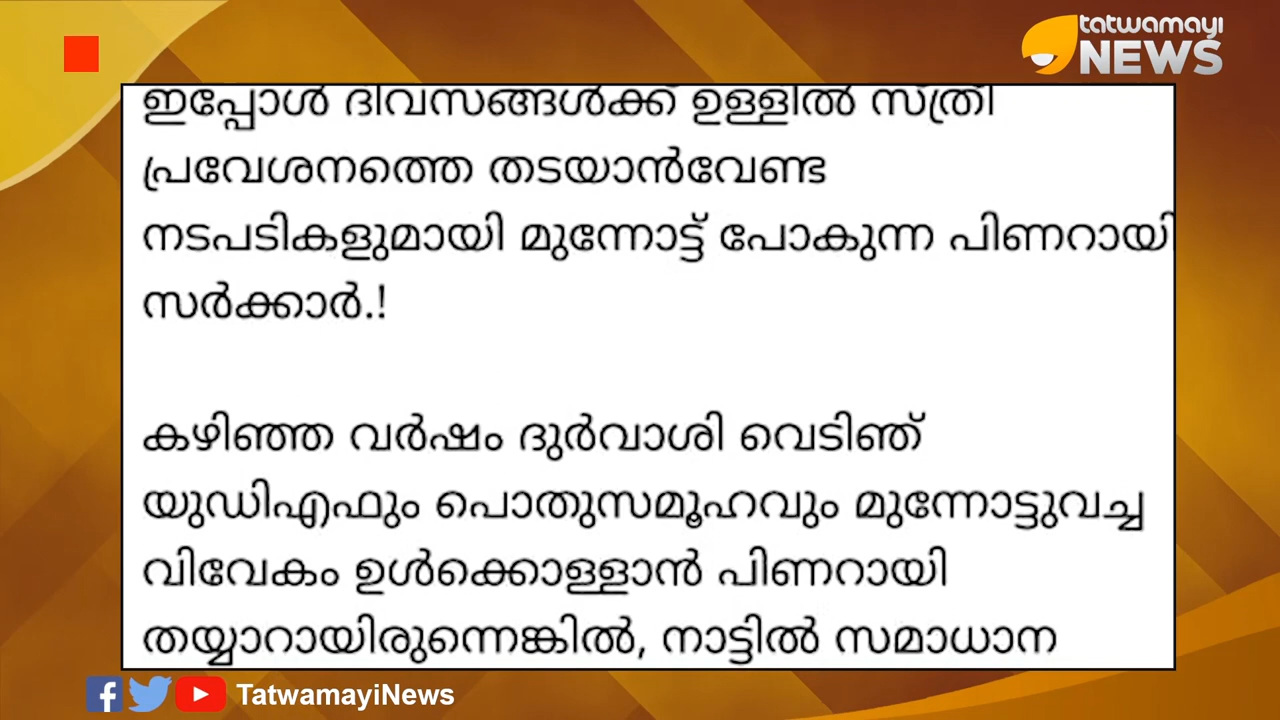 tatwamayi
NEWS
ഇപ്പോൾ ദിവസങ്ങൾക്ക് ഉള്ളിൽ സ്ത്രീ
പ്രവേശനത്തെ തടയാൻവേണ്ട
നടപടികളുമായി മുന്നോട്ട് പോകുന്ന പിണറായി
സർക്കാർ.!
കഴിഞ്ഞ വർഷം ദുർവാശി വെടിഞ്ഞ്
യുഡിഎഫും പൊതുസമൂഹവും മുന്നോട്ടുവച്ച
വിവേകം ഉൾക്കൊള്ളാൻ പിണറായി
തയ്യാറായിരുന്നെങ്കിൽ, നാട്ടിൽ സമാധാന
TatwamayiNews